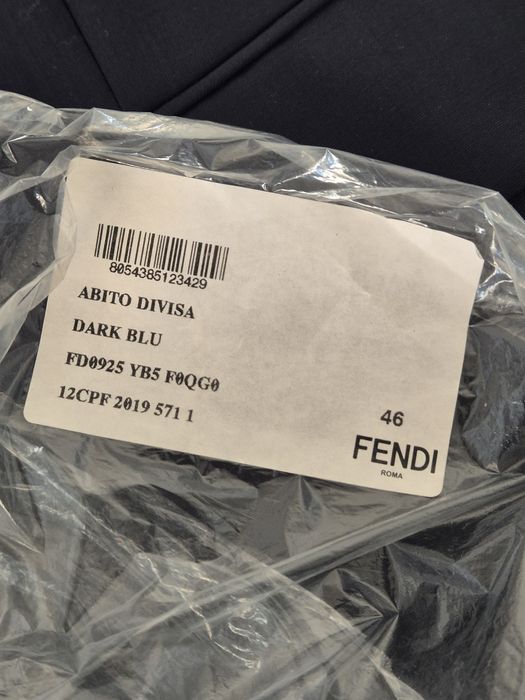 8054385123429
ABITO DIVISA
DARK BLU
FD0925 YB5 F0QG0
12CPF 2019 571 1
46
FENDI
ROMA